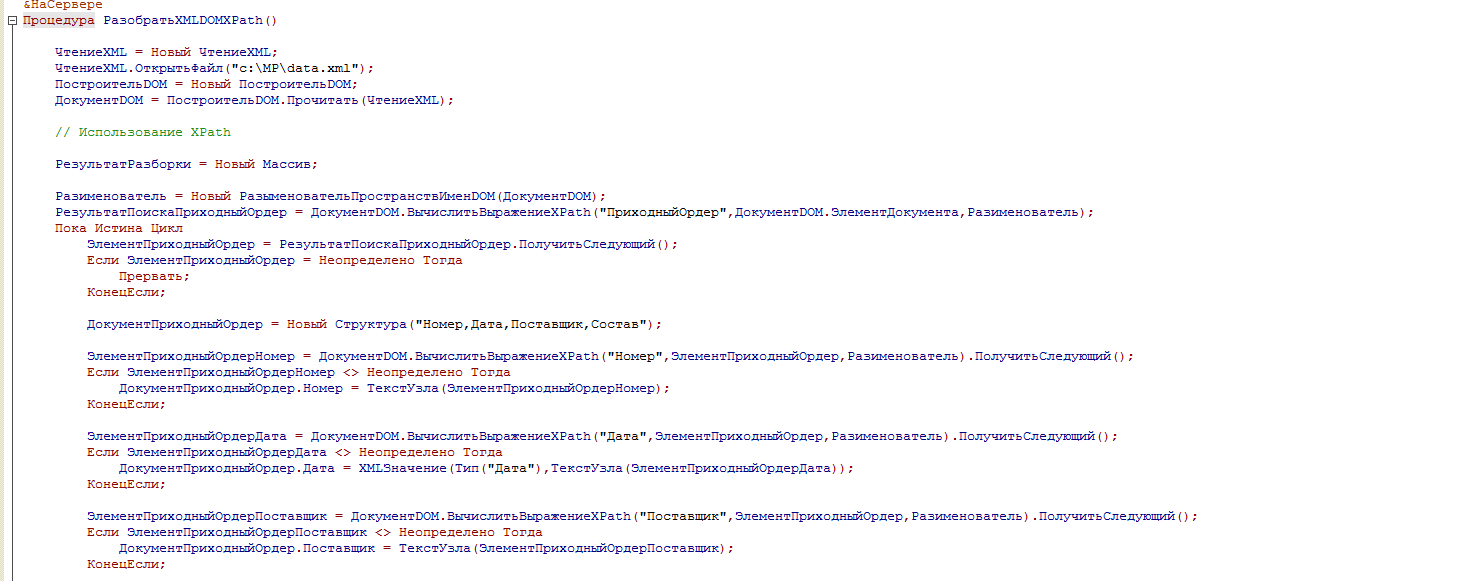 &НаСервере
Процедура РазобратьXMLDOMXPath()
ЧтениеXML = Новый ЧтениеXML;
ЧтениеXML.ОткрытьФайл("c:\MP\data.xml");
ПостроительDOM = Новый ПостроительDOM;
ДокументDOM = ПостроительDOM.Прочитать(ЧтениеXML);
// Использование XPath
РезультатРазборки = Новый Массив;
Разименователь = Новый РазыменовательПространствИменDOM(ДокументDOM);
РезультатПоискаПриходныйОрдер = ДокументDOM.ВычислитьВыражениеXPath("ПриходныйОрдер",ДокументDOM.ЭлементДокумента,Разименователь);
Пока Истина Цикл
ЭлементПриходныйОрдер = РезультатПоискаПриходныйОрдер.ПолучитьСледующий();
Если ЭлементПриходныйОрдер = Неопределено Тогда
Прервать;
КонецЕсли;
ДокументПриходныйОрдер = Новый Структура("Номер,Дата,Поставщик,Состав");
ЭлементПриходныйОрдерНомер = ДокументDOM.ВычислитьВыражениеXPath("Номер",ЭлементПриходныйОрдер,Разименователь).ПолучитьСледующий();
Если ЭлементПриходныйОрдерНомер <> Неопределено Тогда
ДокументПриходныйОрдер.Номер = ТекстУзла(ЭлементПриходныйОрдерНомер);
КонецЕсли;
ЭлементПриходныйОрдерДата = ДокументDOM.ВычислитьВыражениеXPath("Дата",ЭлементПриходныйОрдер,Разименователь).ПолучитьСледующий();
Если ЭлементПриходныйОрдерДата <> Неопределено Тогда
ДокументПриходныйОрдер.Дата = XMLЗначение(Тип("Дата"),ТекстУзла(ЭлементПриходныйОрдерДата));
КонецЕсли;
ЭлементПриходныйОрдерПоставщик = ДокументDOM.ВычислитьВыражениеXPath("Поставщик",ЭлементПриходныйОрдер,Разименователь).ПолучитьСледующий();
Если ЭлементПриходныйОрдерПоставщик <> Неопределено Тогда
ДокументПриходныйОрдер.Поставщик = ТекстУзла(ЭлементПриходныйОрдерПоставщик);
КонецЕсли;